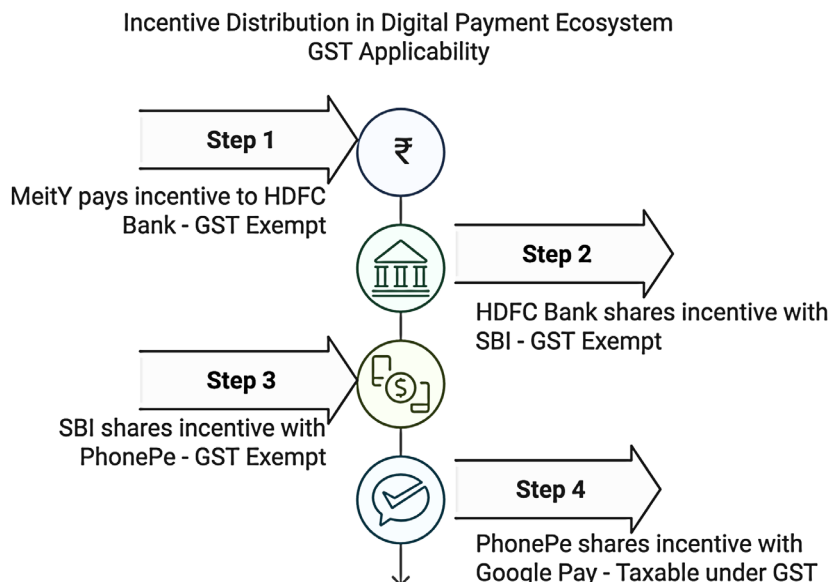 Incentive Distribution in Digital Payment Ecosystem
GST Applicability
Step 1
₹
MeitY pays incentive to HDFC
Bank - GST Exempt
Step 2
HDFC Bank shares incentive with
SBI - GST Exempt
Step 3
$
SBI shares incentive with
PhonePe - GST Exempt
Step 4
PhonePe shares incentive with
Google Pay - Taxable under GST